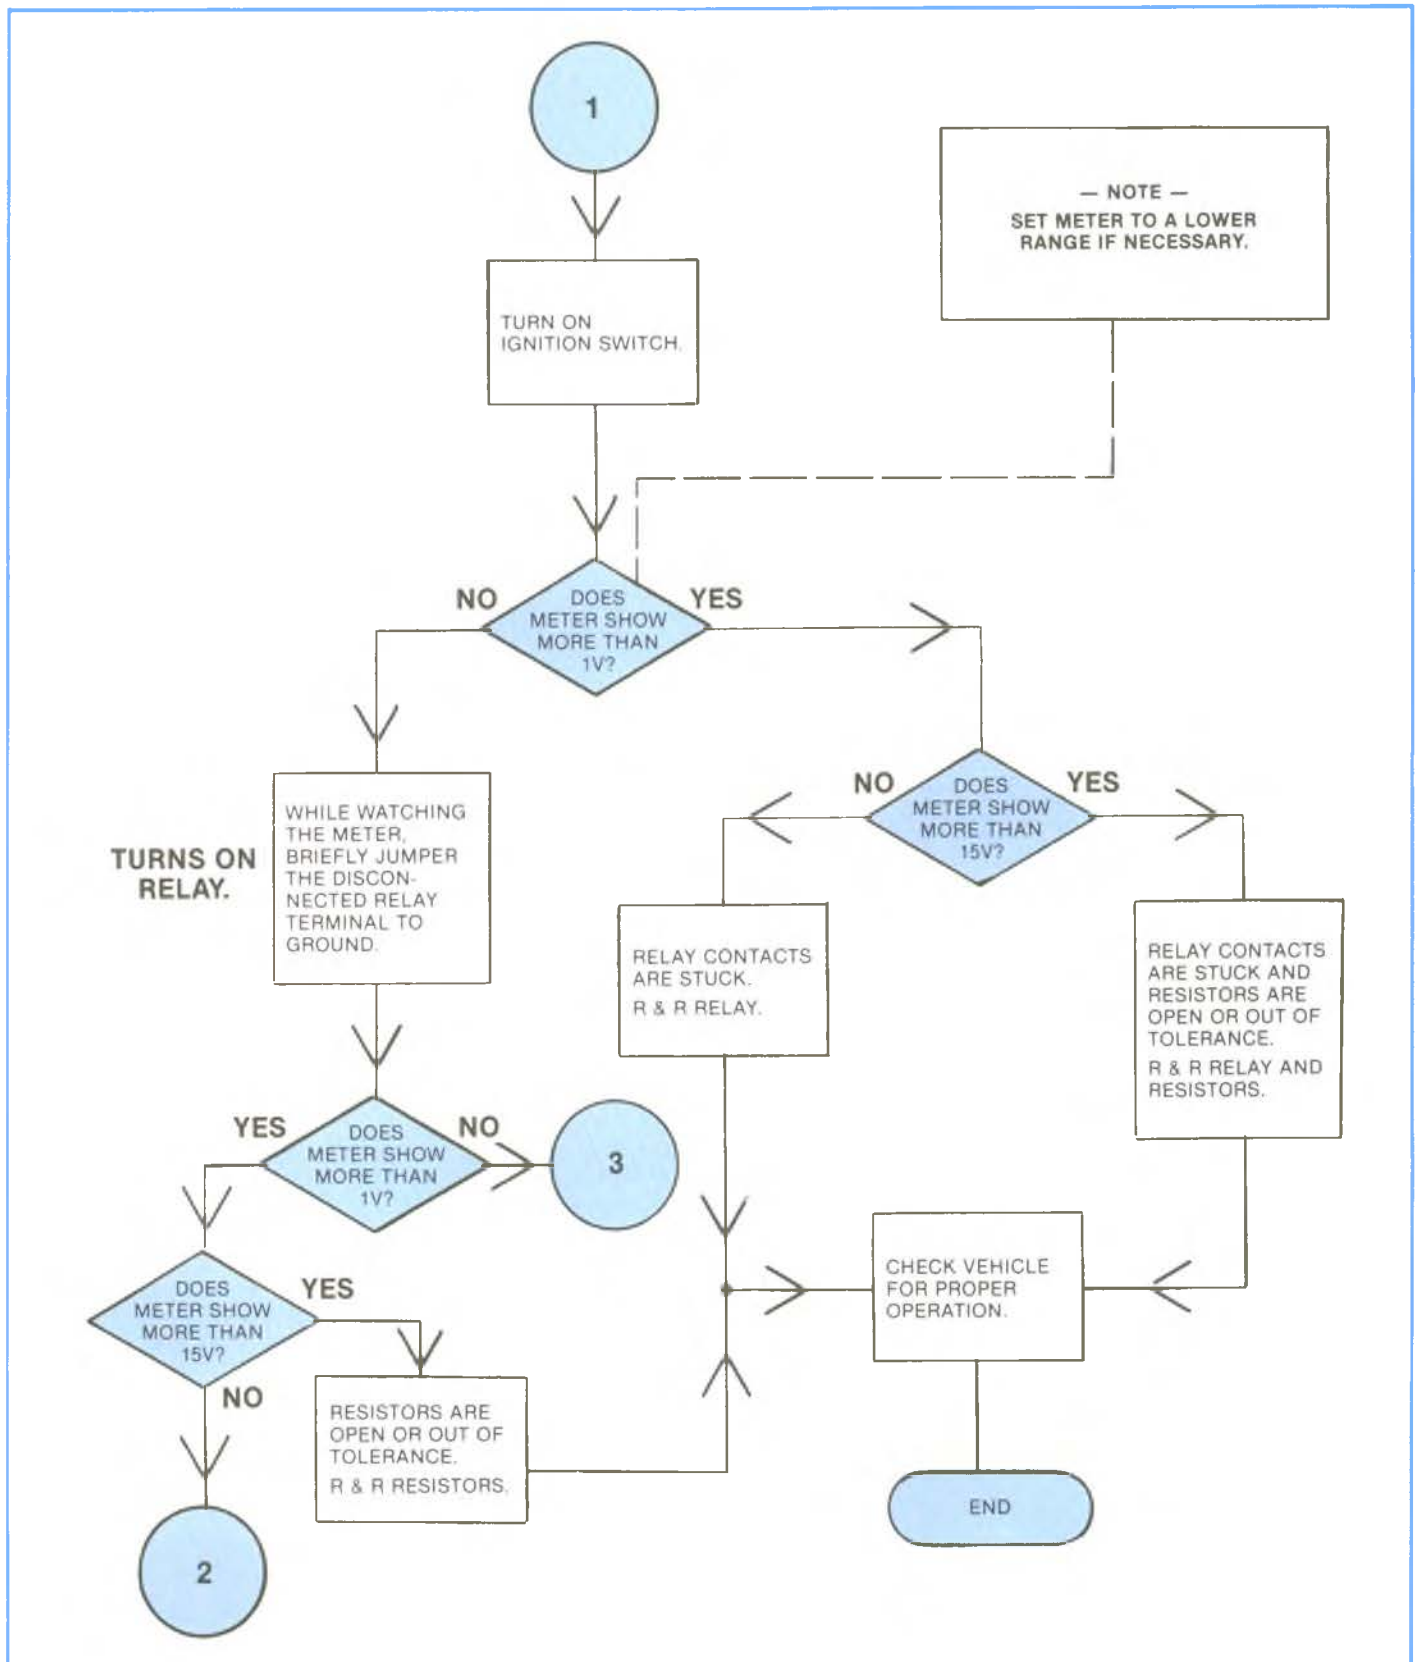 1
— NOTE —
SET METER TO A LOWER
RANGE IF NECESSARY.
TURN ON
IGNITION SWITCH.
NO
DOES
METER SHOW
MORE THAN
1V?
YES
NO
DOES
METER SHOW
MORE THAN
15V?
YES
TURNS ON
RELAY.
WHILE WATCHING
THE METER,
BRIEFLY JUMPER
THE DISCON-
NECTED RELAY
TERMINAL TO
GROUND.
RELAY CONTACTS
ARE STUCK.
R & R RELAY.
RELAY CONTACTS
ARE STUCK AND
RESISTORS ARE
OPEN OR OUT OF
TOLERANCE.
R & R RELAY AND
RESISTORS.
YES
DOES
METER SHOW
MORE THAN
1V?
NO
3
DOES
METER SHOW
MORE THAN
15V?
YES
NO
CHECK VEHICLE
FOR PROPER
OPERATION.
RESISTORS ARE
OPEN OR OUT OF
TOLERANCE.
R & R RESISTORS.
END
2